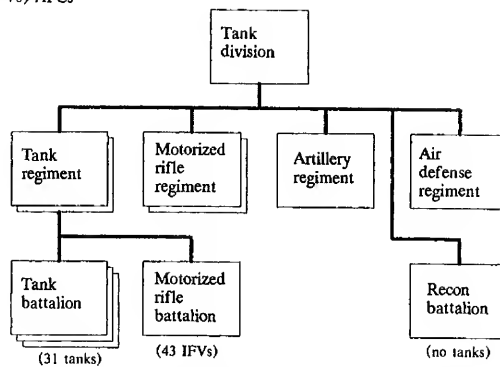 Tank
division
Tank
regiment
Motorized
rifle
regiment
Artillery
regiment
Air
defense
regiment
Tank
battalion
Motorized
rifle
battalion
Recon
battalion
(31 tanks)
(43 IFVs)
(no tanks)